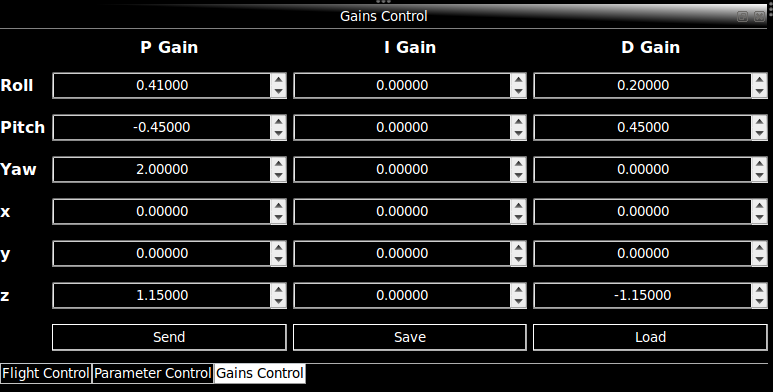 Gains Control
P Gain I Gain D Gain
Roll 0.41000 0.00000 0.20000
Pitch -0.45000 0.00000 0.45000
Yaw 2.00000 0.00000 0.00000
x 0.00000 0.00000 0.00000
y 0.00000 0.00000 0.00000
z 1.15000 0.00000 -1.15000
Send Save Load
Flight Control Parameter Control Gains Control